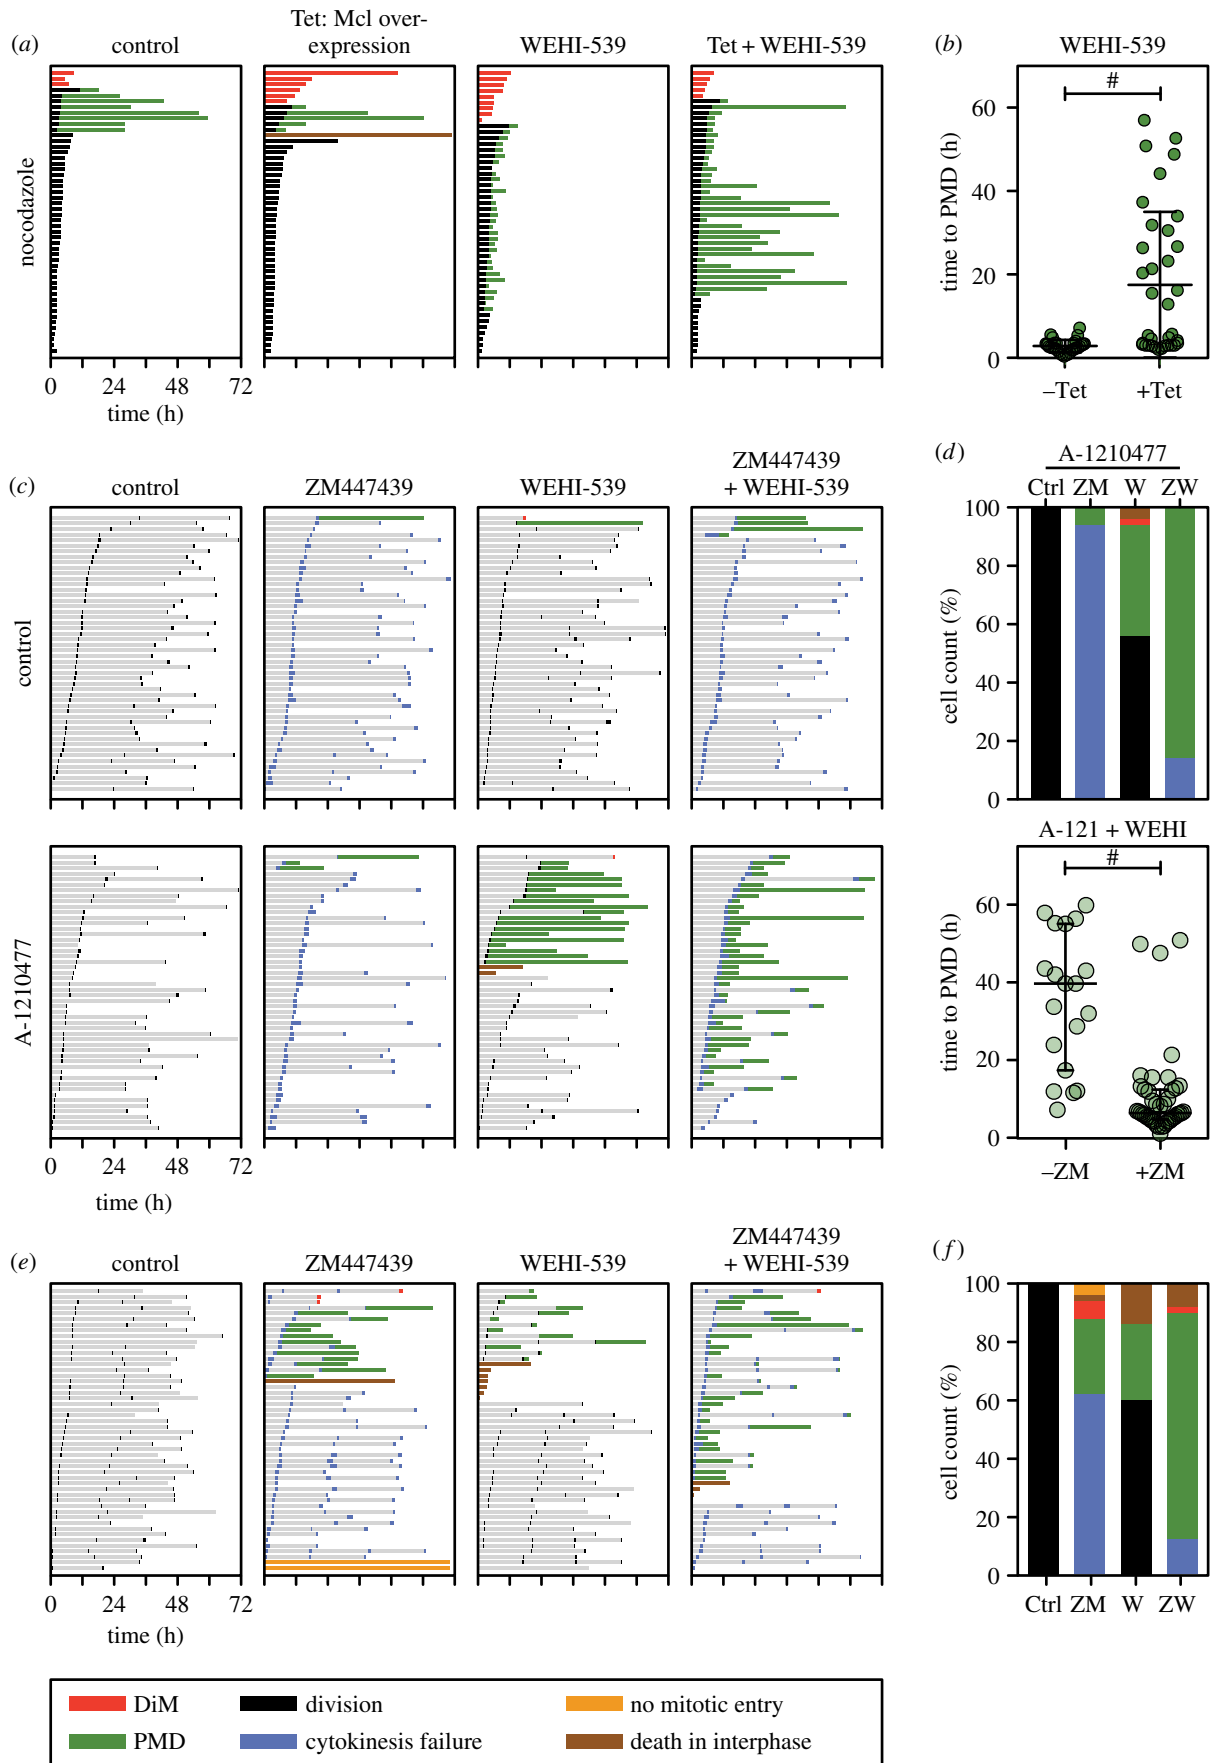 (a)
control
Tet: Mcl over-
expression
WEHI-539
Tet + WEHI-539
nocodazole
0 24 48 72
time (h)
(b)
WEHI-539
#
time to PMD (h)
60
40
20
0
–Tet +Tet
(c)
control
ZM447439
WEHI-539
ZM447439
+ WEHI-539
control
A-1210477
0 24 48 72
time (h)
(d)
A-1210477
Ctrl ZM W ZW
cell count (%)
100
80
60
40
20
0
A-121 + WEHI
#
time to PMD (h)
60
40
20
0
–ZM +ZM
(e)
control
ZM447439
WEHI-539
ZM447439
+ WEHI-539
0 24 48 72
time (h)
(f)
cell count (%)
100
80
60
40
20
0
Ctrl ZM W ZW
DiM
division
no mitotic entry
PMD
cytokinesis failure
death in interphase